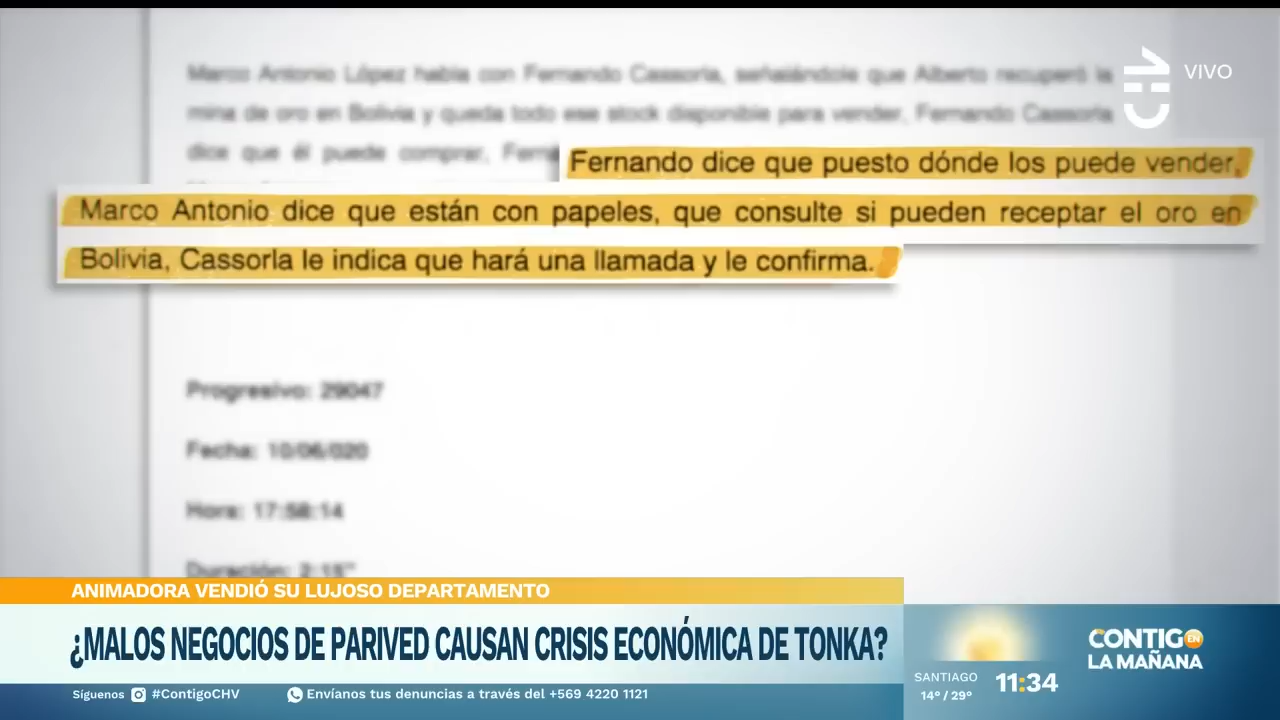 Marco Antonio López habla con Fernando Cassorla, señalándole que Alberto recuperó la
VIVO
mina de oro en Bolivia y queda todo ese stock disponible para vender, Fernando Cassorla
dice que él puede comprar,
Fernando dice que puesto dónde los puede vender,
Marco Antonio dice que están con papeles, que consulte si pueden receptar el oro en
Bolivia, Cassorla le indica que hará una llamada y le confirma.
Progresivo: 29047
Fecha: 10/06/020
Hora: 17:58:14
Duración: 2:15"
ANIMADORA VENDIÓ SU LUJOSO DEPARTAMENTO
¿MALOS NEGOCIOS DE PARIVED CAUSAN CRISIS ECONÓMICA DE TONKA?
CONTIGO EN
LA MAÑANA
SANTIAGO
14° / 29°
11:34
Síguenos #ContigoCHV Envíanos tus denuncias a través del +569 4220 1121